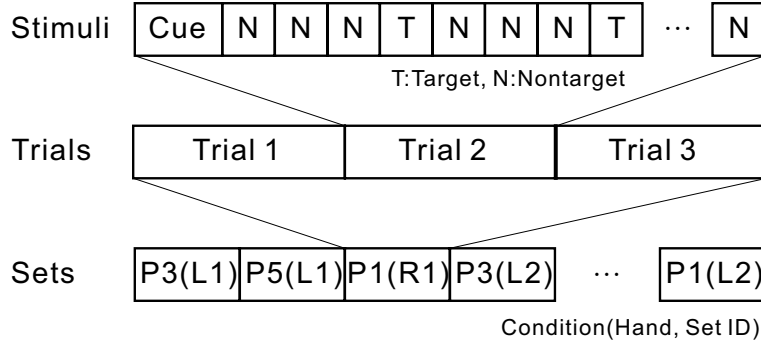 Stimuli Cue N N N T N N N T ... N
T:Target, N:Nontarget
Trials Trial 1 Trial 2 Trial 3
Sets P3(L1) P5(L1) P1(R1) P3(L2) ... P1(L2)
Condition(Hand, Set ID)